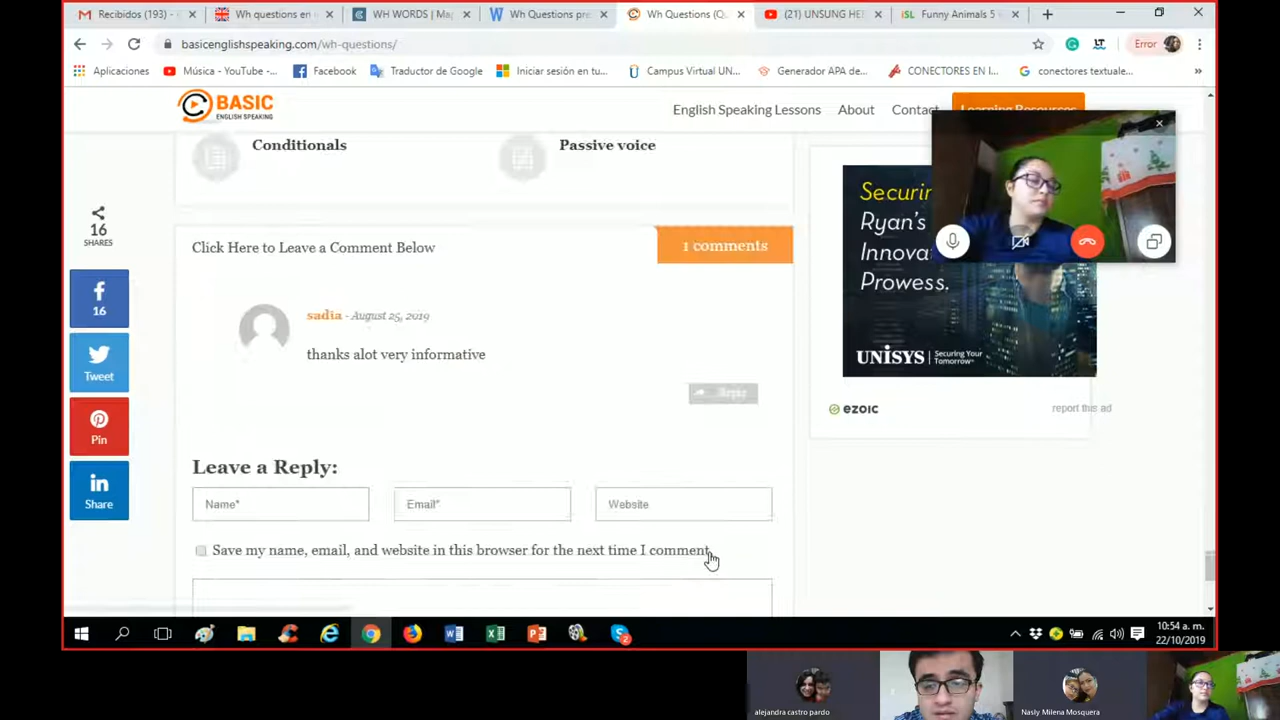 Recibidos (193) -
Wh questions en
WH WORDS | Ma
Wh Questions pre
Wh Questions (Q
(21) UNSUNG HE
Funny Animals 5
basicenglishspeaking.com/wh-questions/
Error
Aplicaciones
Música - YouTube -...
Facebook
Traductor de Google
Iniciar sesión en tu...
Campus Virtual UN...
Generador APA de...
CONECTORES EN I...
conectores textuale...
»
BASIC
ENGLISH SPEAKING
English Speaking Lessons
About
Contact
Learning Resources
Conditionals
Passive voice
16
SHARES
Click Here to Leave a Comment Below
1 comments
16
sadia - August 25, 2019
thanks alot very informative
Reply
Tweet
Pin
Share
Leave a Reply:
Name*
Email*
Website
Save my name, email, and website in this browser for the next time I comment.
Securin
Ryan's
Innova
Prowess.
UNISYS
Securing Your
Tomorrow
ezoic
report this ad
10:54 a. m.
22/10/2019
alejandra castro pardo
Nasly Milena Mosquera